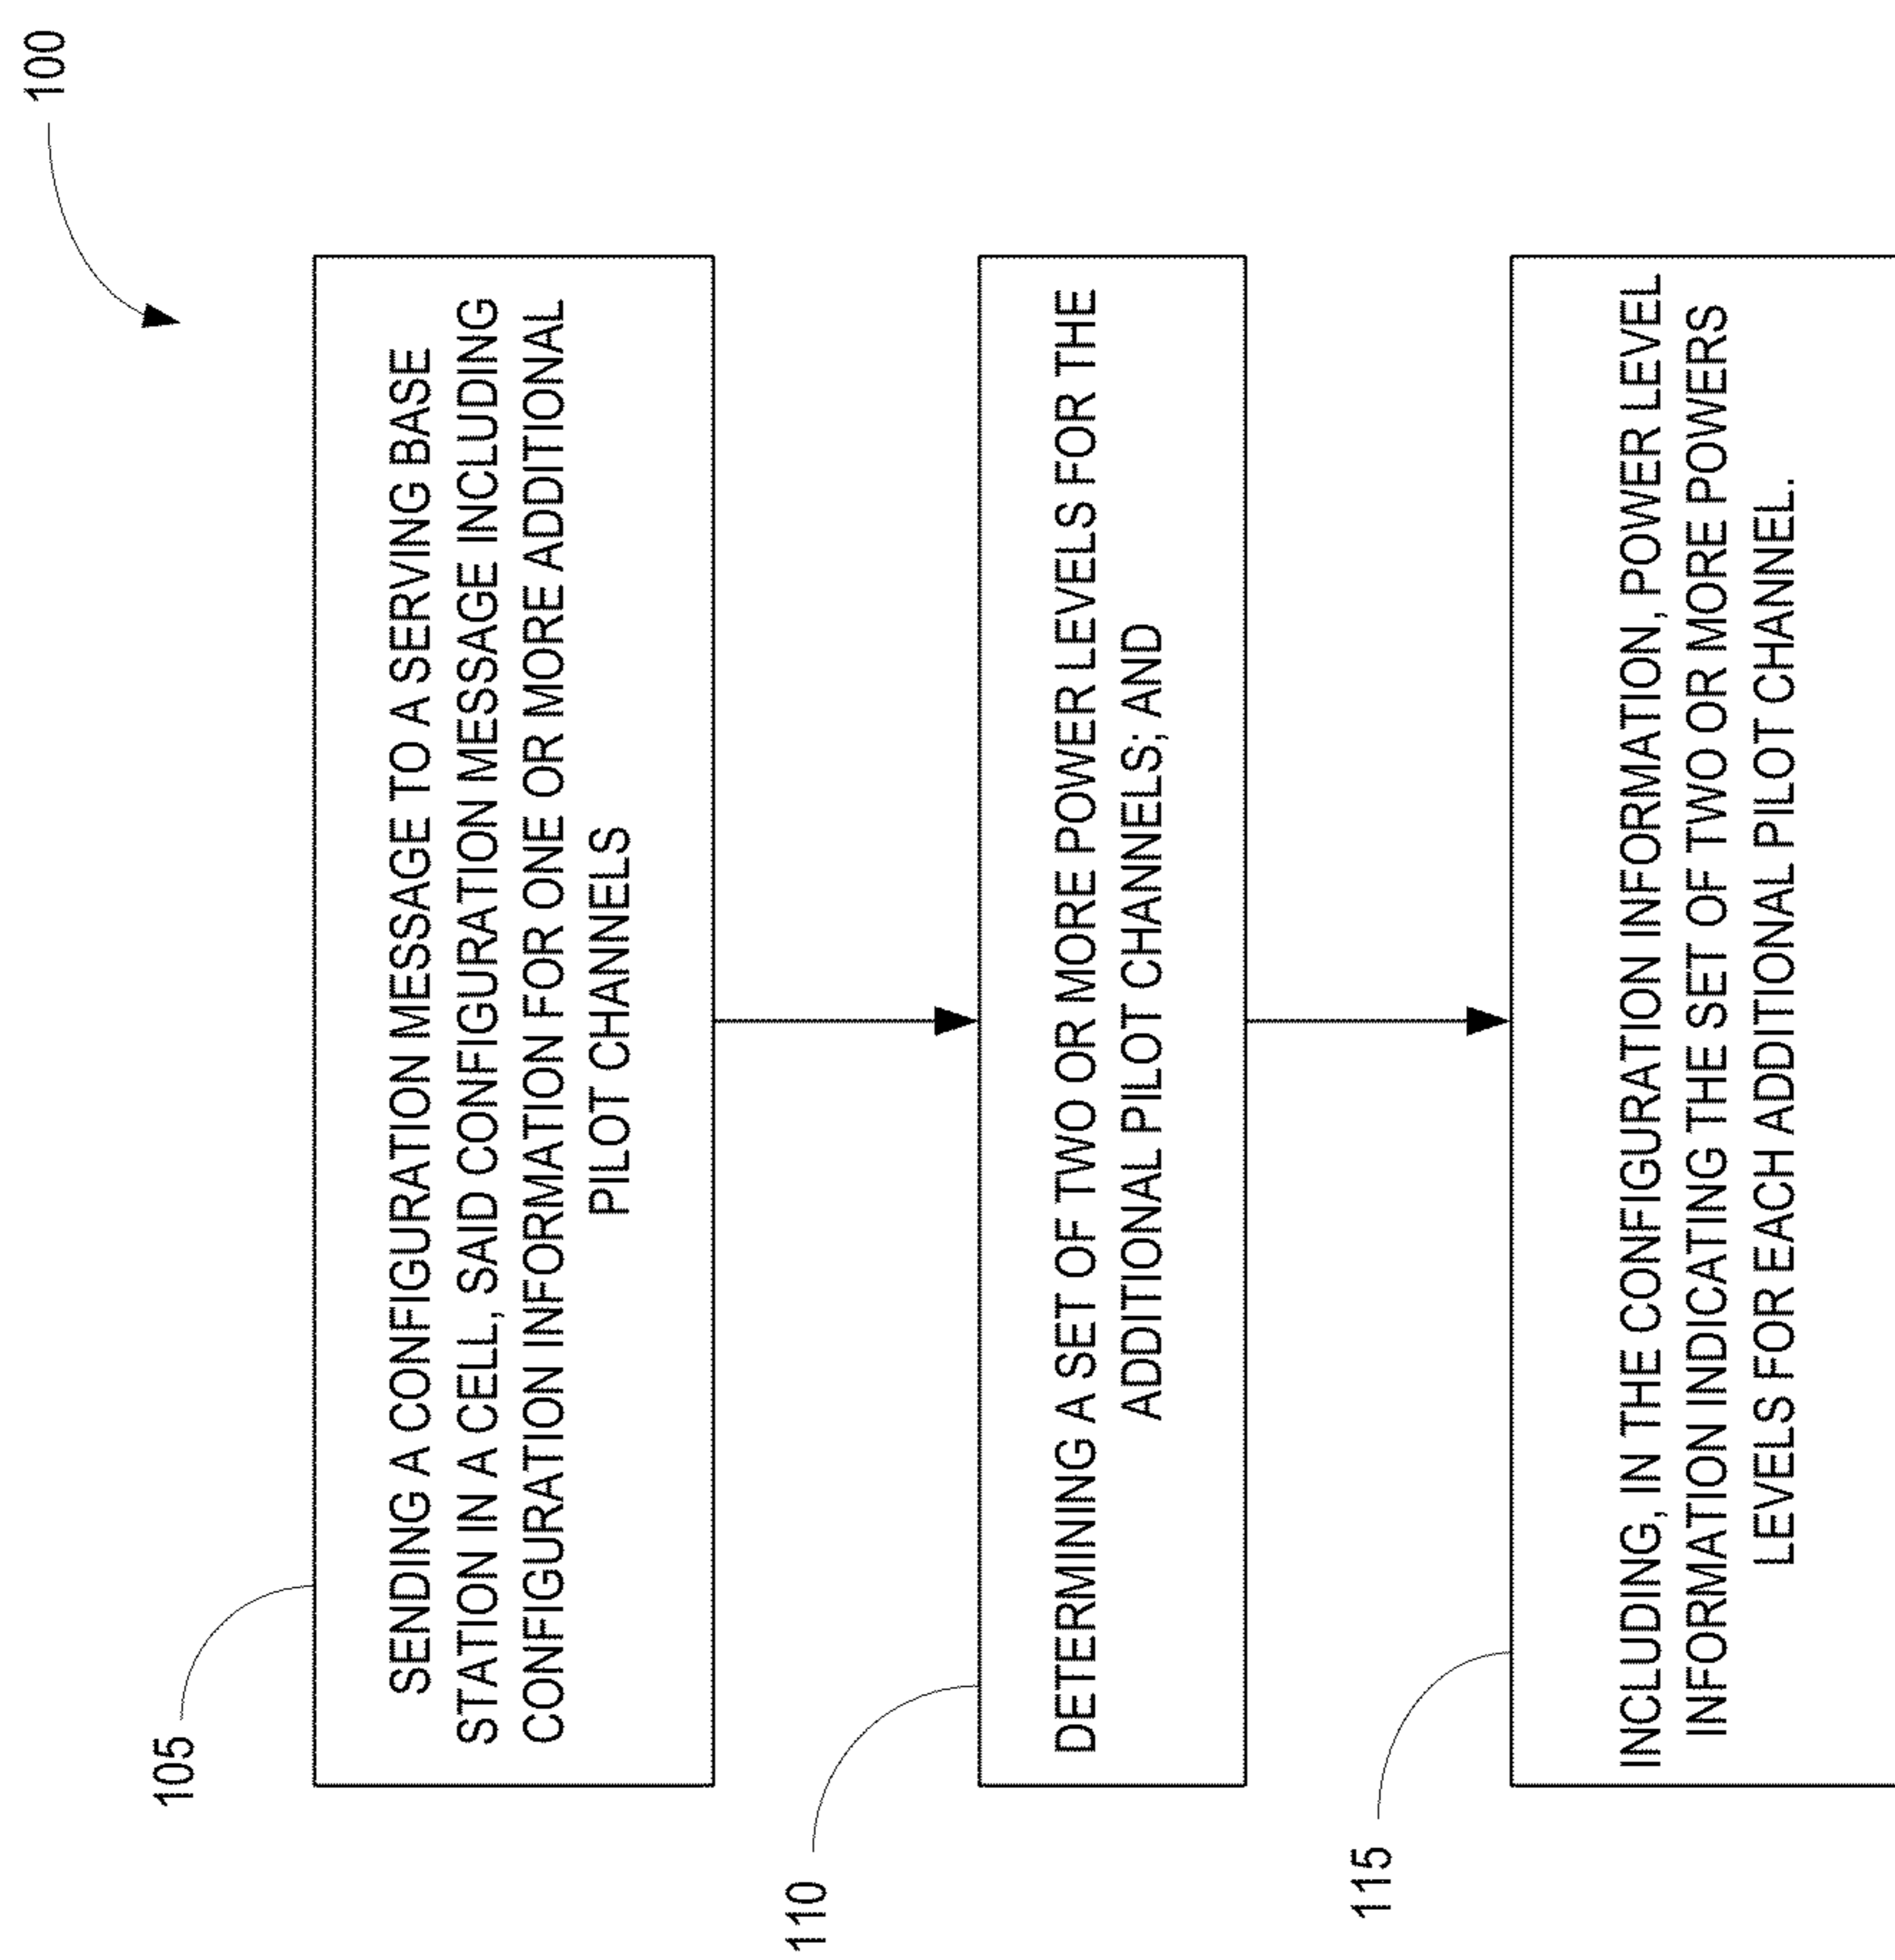 100
105
SENDING A CONFIGURATION MESSAGE TO A SERVING BASE
STATION IN A CELL, SAID CONFIGURATION MESSAGE INCLUDING
CONFIGURATION INFORMATION FOR ONE OR MORE ADDITIONAL
PILOT CHANNELS
110
DETERMINING A SET OF TWO OR MORE POWER LEVELS FOR THE
ADDITIONAL PILOT CHANNELS; AND
115
INCLUDING, IN THE CONFIGURATION INFORMATION, POWER LEVEL
INFORMATION INDICATING THE SET OF TWO OR MORE POWERS
LEVELS FOR EACH ADDITIONAL PILOT CHANNEL.